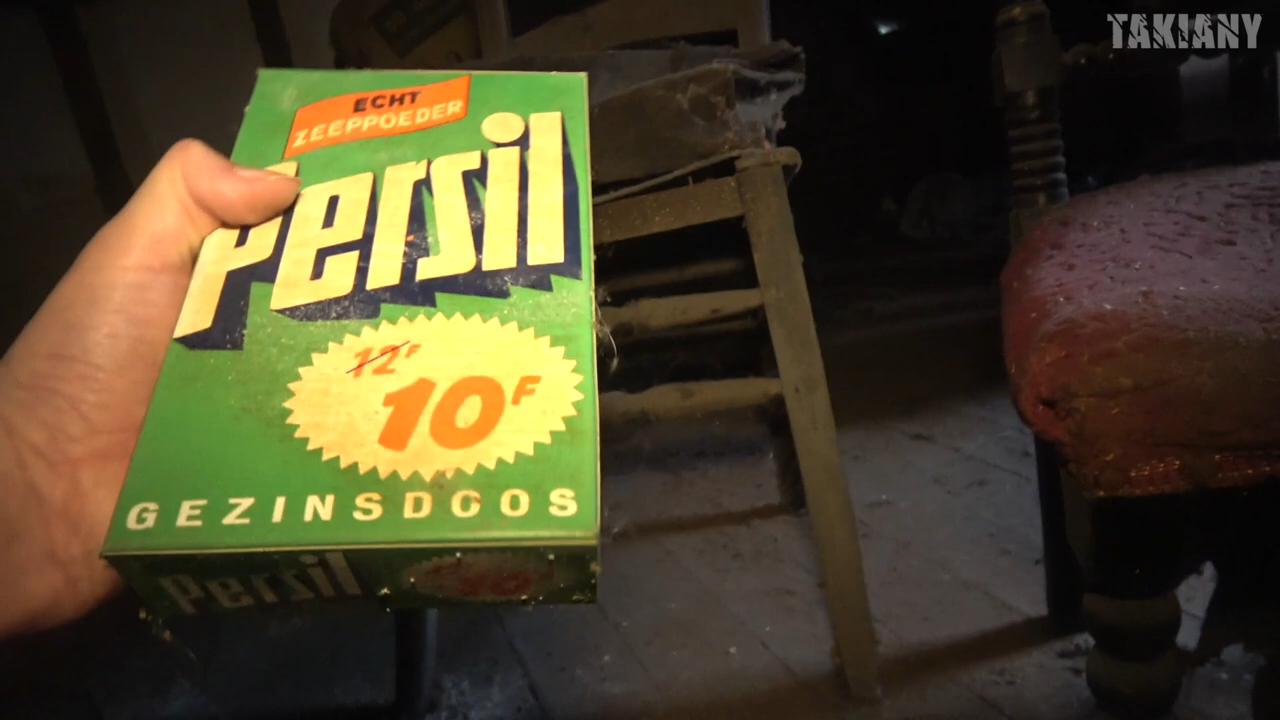 TAKIANY
ECHT
ZEEPPOEDER
Persil
12F
10F
GEZINSDOOS
Persil